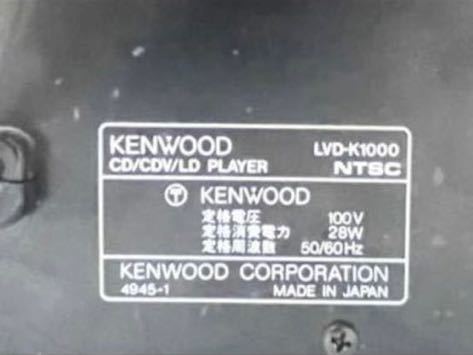 KENWOOD LVD-K1000
CD/CDV/LD PLAYER NTSC
Ⓣ KENWOOD
定格電圧 100V
定格消費電力 28W
定格周波数 50/60Hz
KENWOOD CORPORATION
4945-1 MADE IN JAPAN